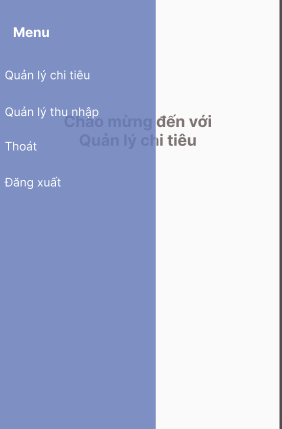 Menu
Quản lý chi tiêu
Quản lý thu nhập
Chào mừng đến với
Quản lý chi tiêu
Thoát
Đăng xuất